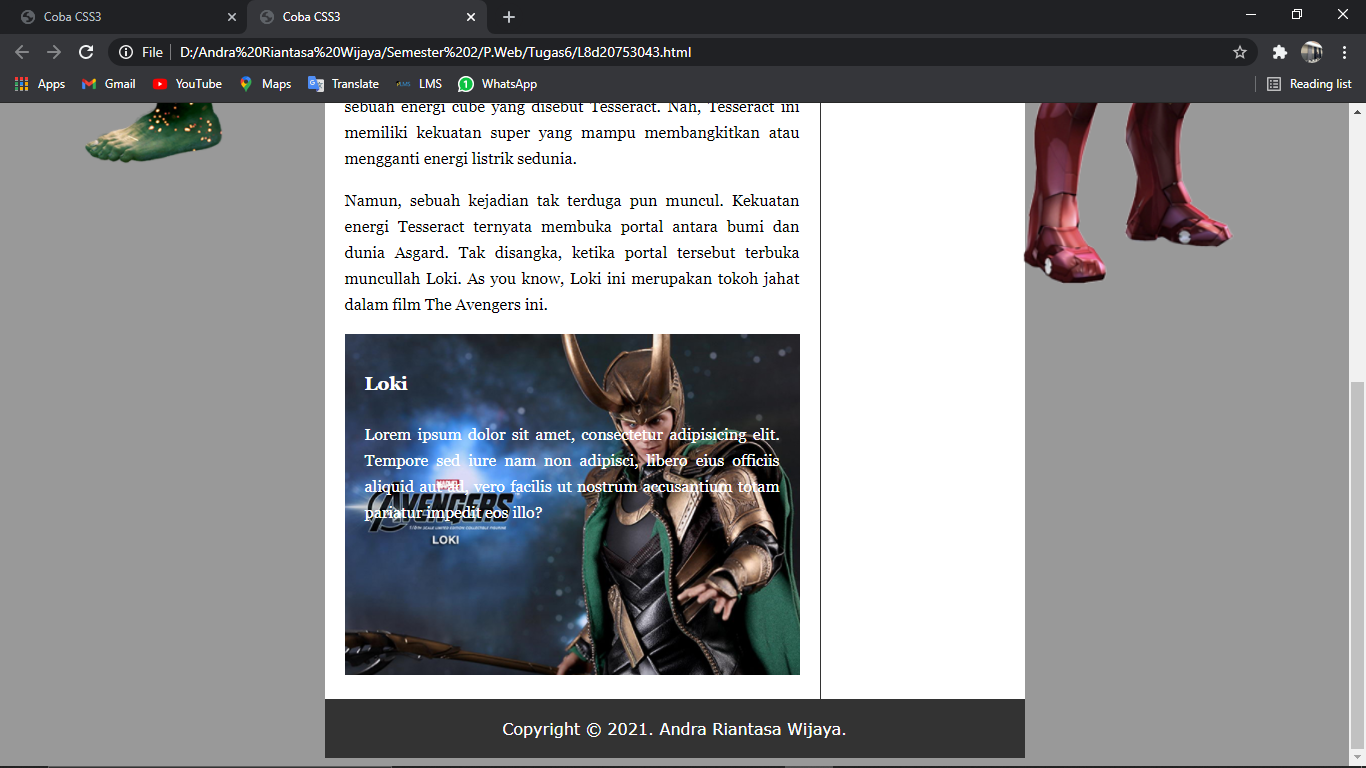 Coba CSS3
Coba CSS3
File
D:/Andra%20Riantasa%20Wijaya/Semester%202/P.Web/Tugas6/L8d20753043.html
Apps
Gmail
YouTube
Maps
Translate
LMS
WhatsApp
Reading list
sebuah energi cube yang disebut Tesseract. Nah, Tesseract ini
memiliki kekuatan super yang mampu membangkitkan atau
mengganti energi listrik sedunia.
Namun, sebuah kejadian tak terduga pun muncul. Kekuatan
energi Tesseract ternyata membuka portal antara bumi dan
dunia Asgard. Tak disangka, ketika portal tersebut terbuka
muncullah Loki. As you know, Loki ini merupakan tokoh jahat
dalam film The Avengers ini.
Loki
Lorem ipsum dolor sit amet, consectetur adipisicing elit.
Tempore sed iure nam non adipisci, libero eius officiis
aliquid aut ad, vero facilis ut nostrum accusantium totam
pariatur impedit eos illo?
MARVEL
AVENGERS
LOKI
Copyright © 2021. Andra Riantasa Wijaya.